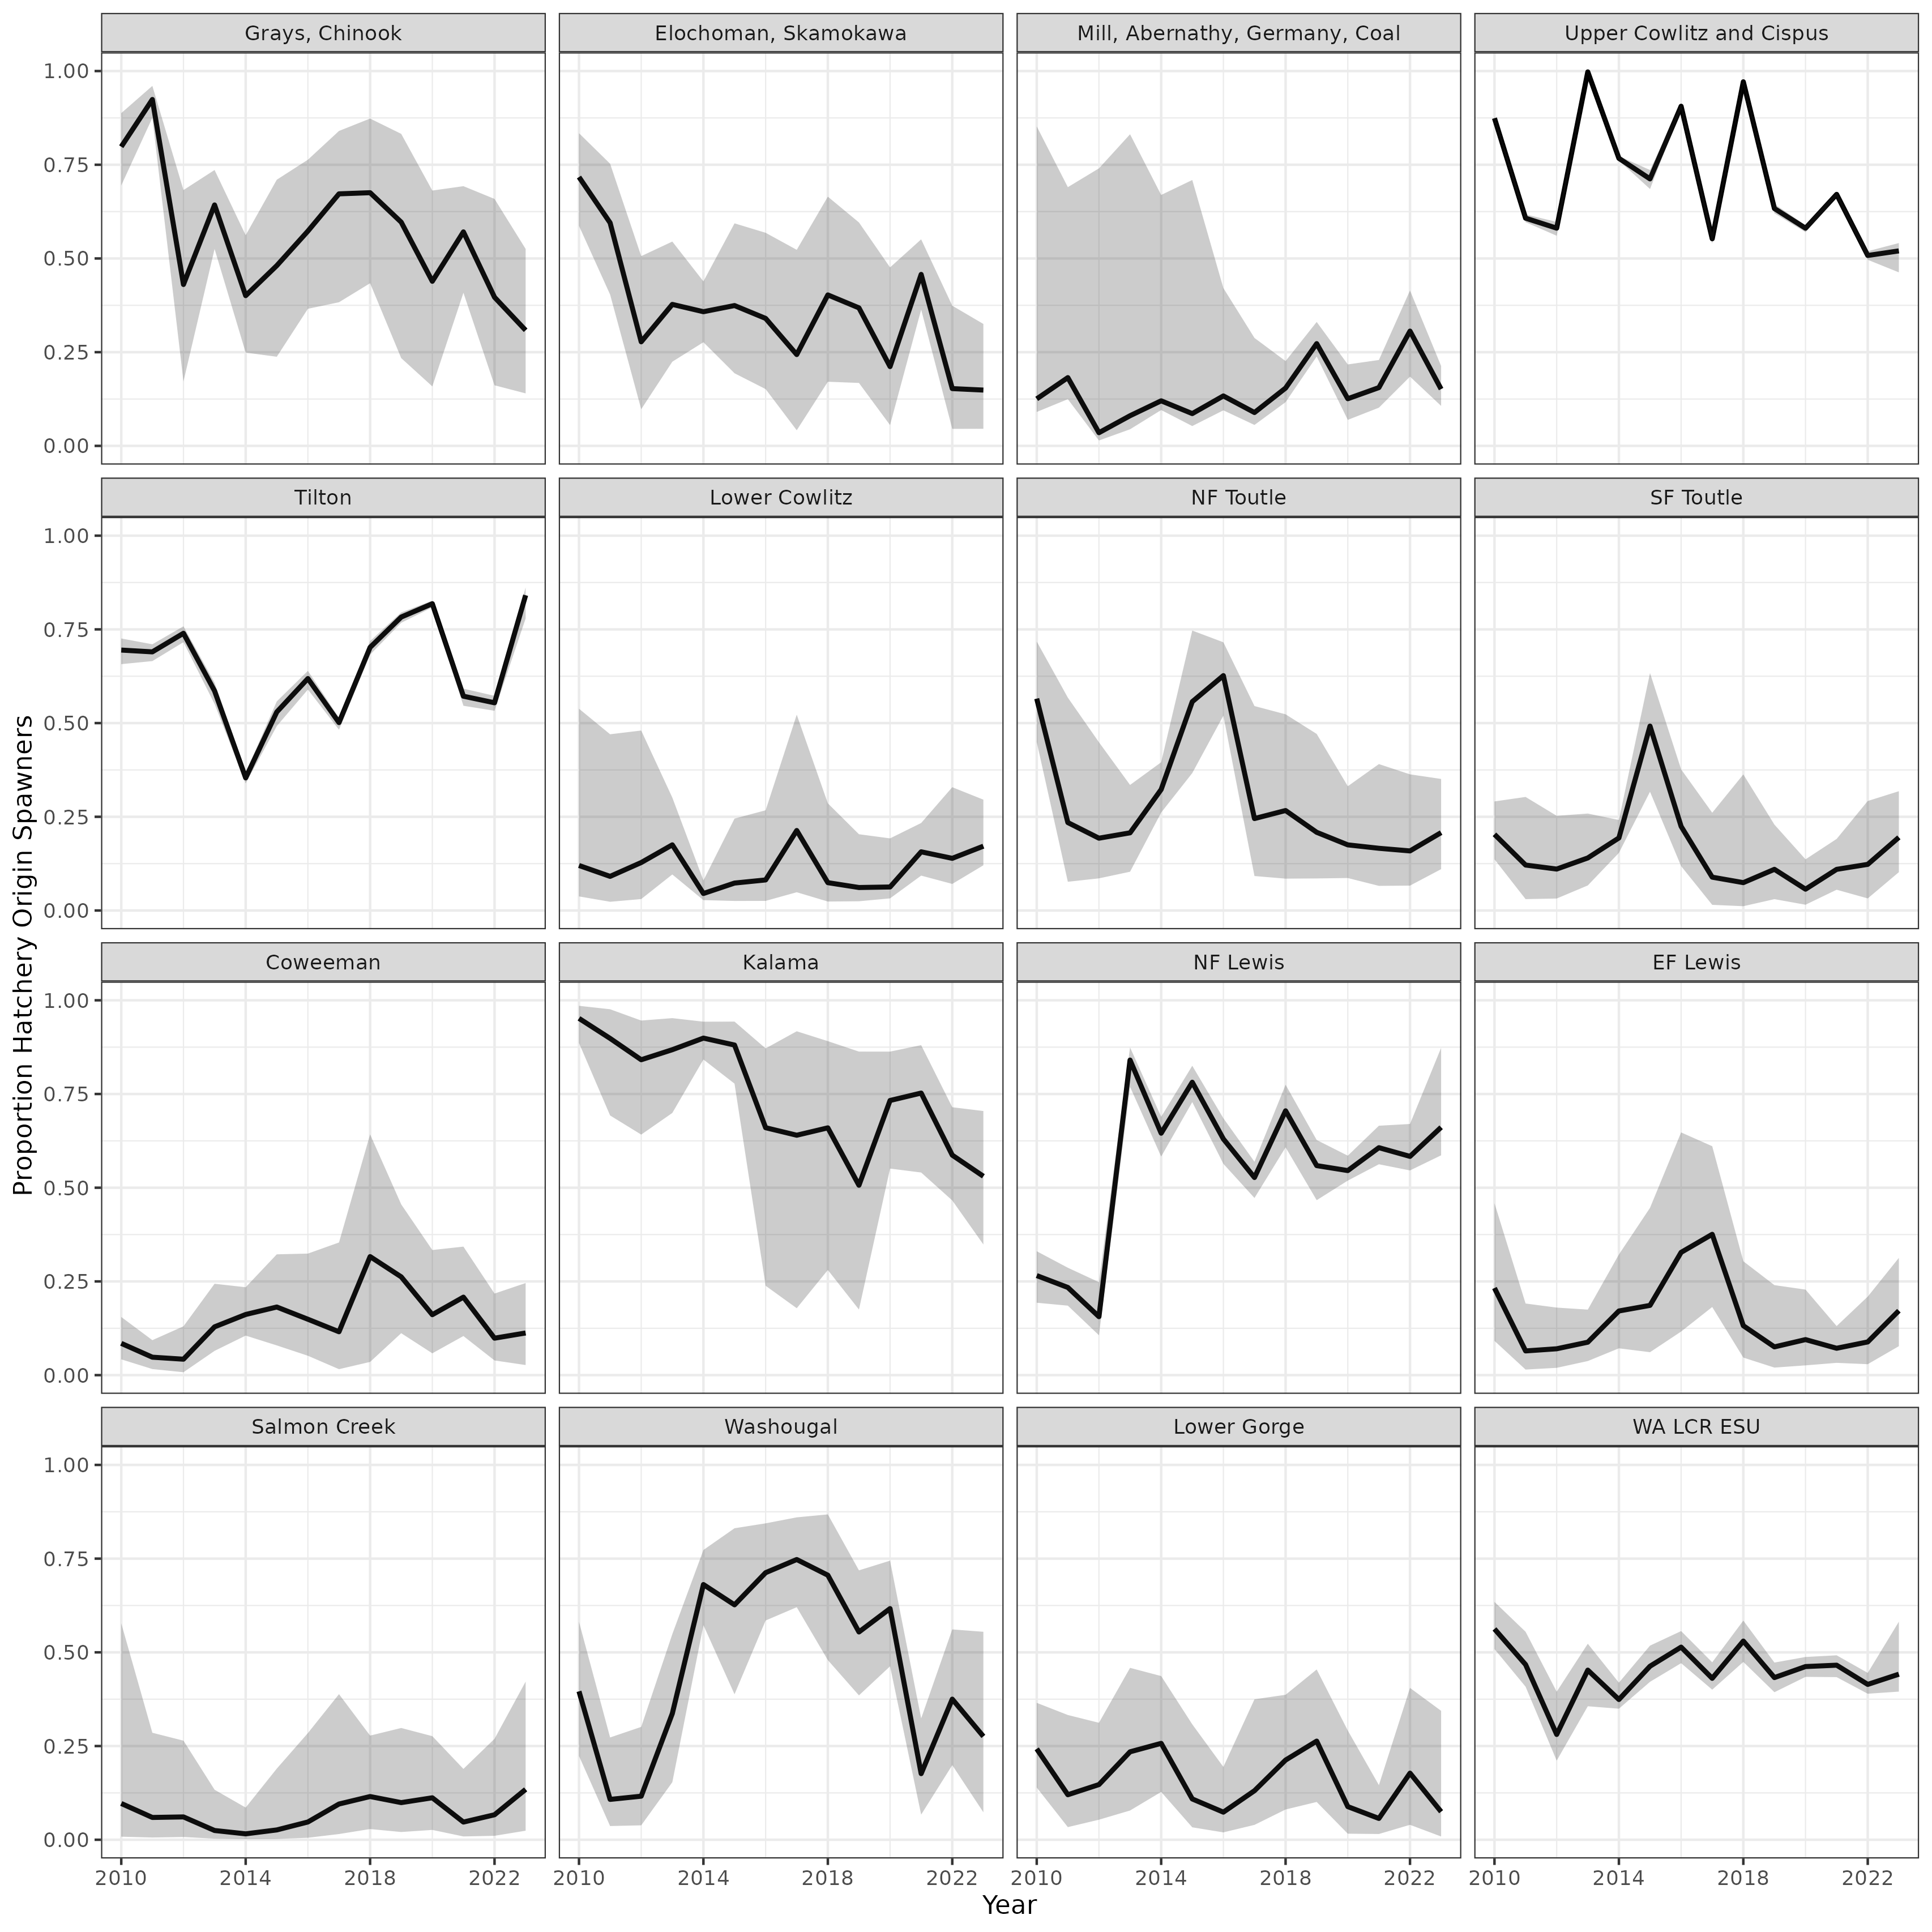 Grays, Chinook
Elochoman, Skamokawa
Mill, Abernathy, Germany, Coal
Upper Cowlitz and Cispus
1.00
0.75
0.50
0.25
0.00
Tilton
Lower Cowlitz
NF Toutle
SF Toutle
1.00
0.75
0.50
0.25
0.00
Proportion Hatchery Origin Spawners
Coweeman
Kalama
NF Lewis
EF Lewis
1.00
0.75
0.50
0.25
0.00
Salmon Creek
Washougal
Lower Gorge
WA LCR ESU
1.00
0.75
0.50
0.25
0.00
2010 2014 2018 2022 2010 2014 2018 2022 2010 2014 2018 2022 2010 2014 2018 2022
Year